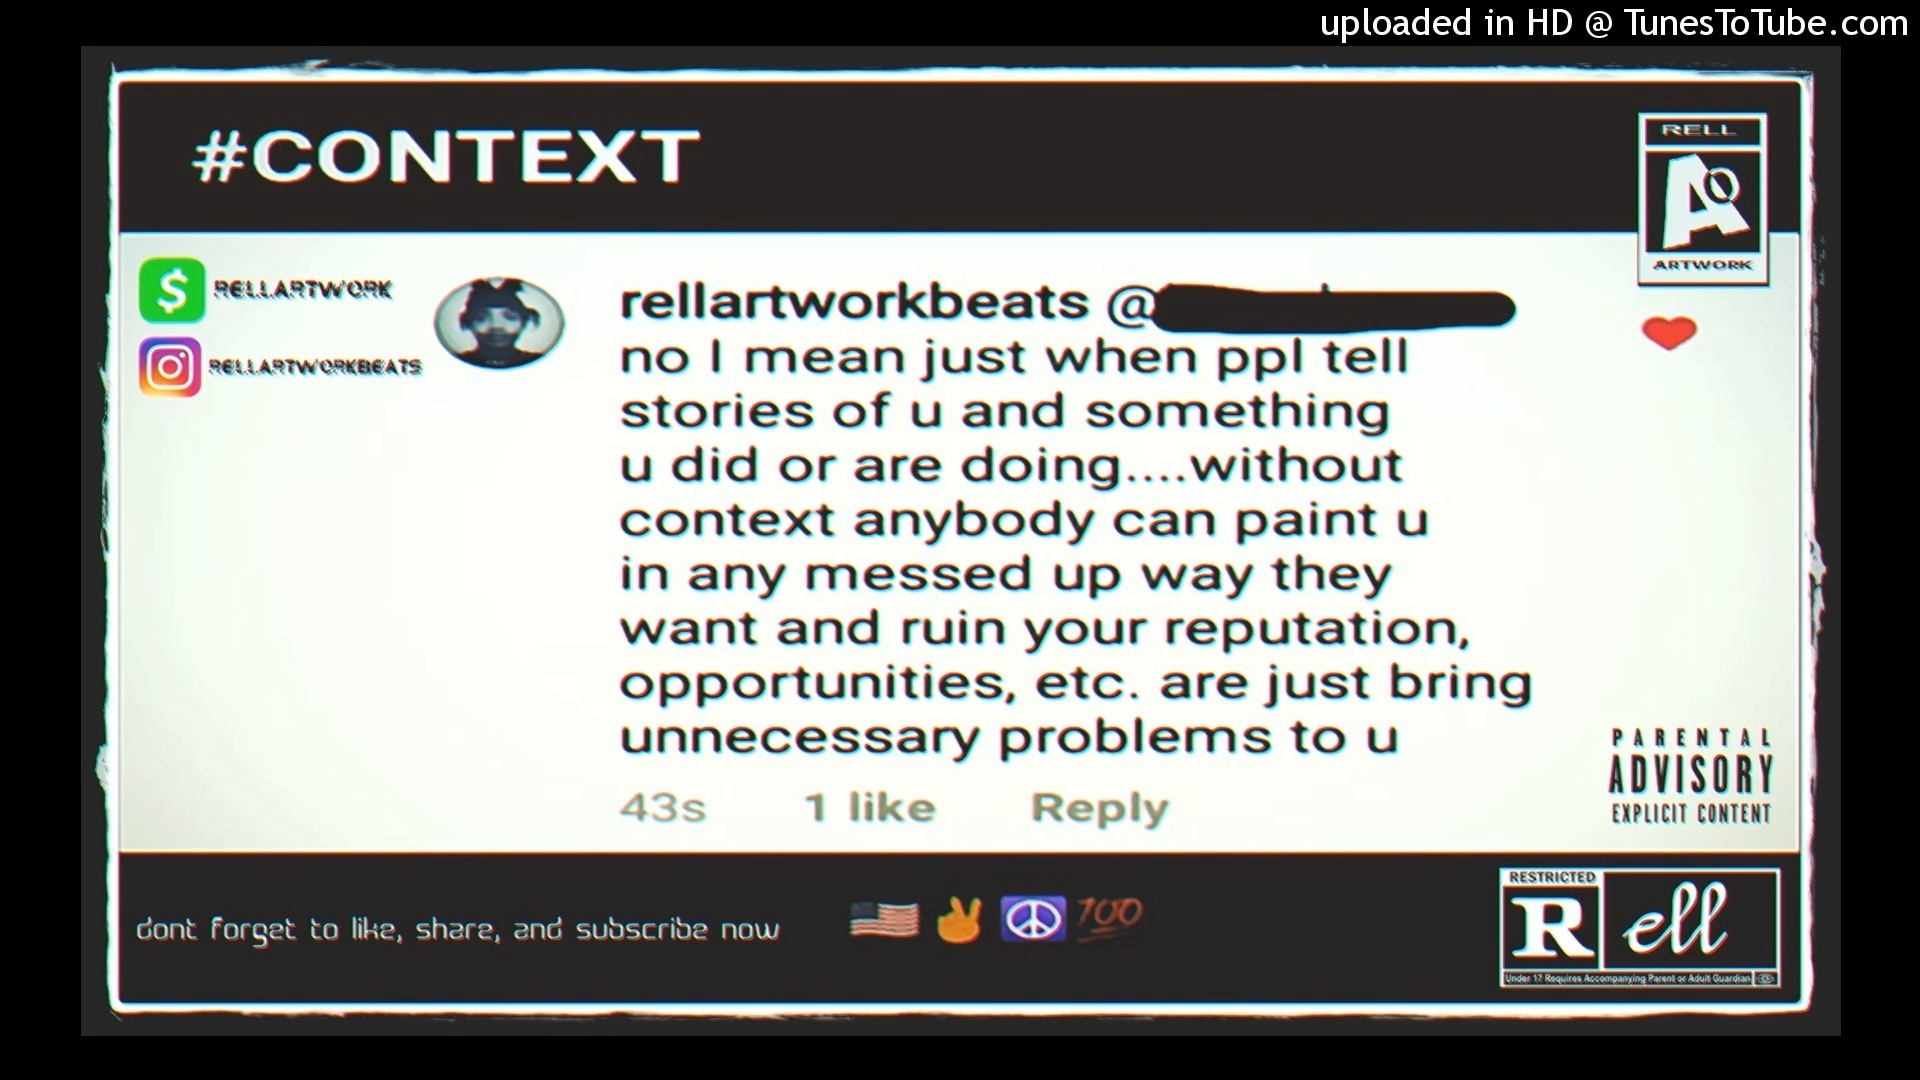 uploaded in HD @ TunesToTube.com
#CONTEXT
RELL
A
ARTWORK
$ RELLARTWORK
RELLARTWORKBEATS
rellartworkbeats @
no I mean just when ppl tell
stories of u and something
u did or are doing....without
context anybody can paint u
in any messed up way they
want and ruin your reputation,
opportunities, etc. are just bring
unnecessary problems to u
43s 1 like Reply
PARENTAL
ADVISORY
EXPLICIT CONTENT
dont forget to like, share, and subscribe now
100
RESTRICTED
R ell
Under 17 Requires Accompanying Parent or Adult Guardian